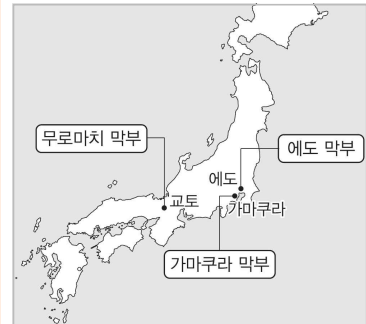 무로마치 막부
에도 막부
에도
교토
가마쿠라
가마쿠라 막부